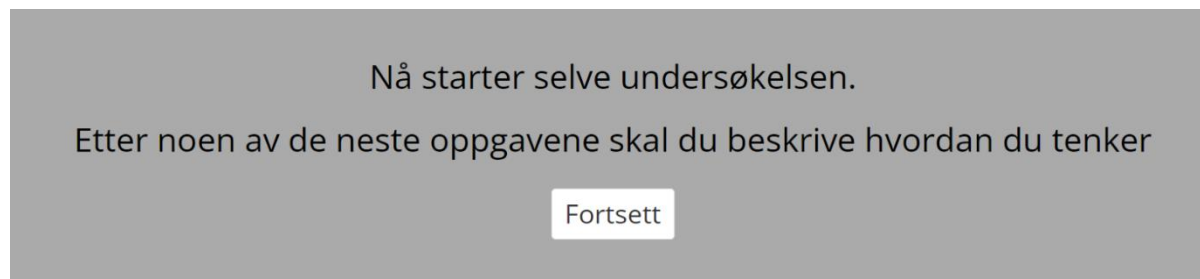 Nå starter selve undersøkelsen.
Etter noen av de neste oppgavene skal du beskrive hvordan du tenker
Fortsett